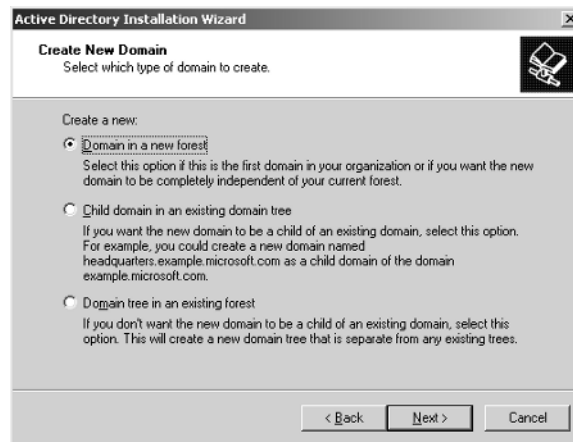 Active Directory Installation Wizard
Create New Domain
Select which type of domain to create.
Create a new:
Domain in a new forest
Select this option if this is the first domain in your organization or if you want the new
domain to be completely independent of your current forest.
Child domain in an existing domain tree
If you want the new domain to be a child of an existing domain, select this option.
For example, you could create a new domain named
headquarters.example.microsoft.com as a child domain of the domain
example.microsoft.com.
Domain tree in an existing forest
If you don't want the new domain to be a child of an existing domain, select this
option. This will create a new domain tree that is separate from any existing trees.
< Back Next > Cancel